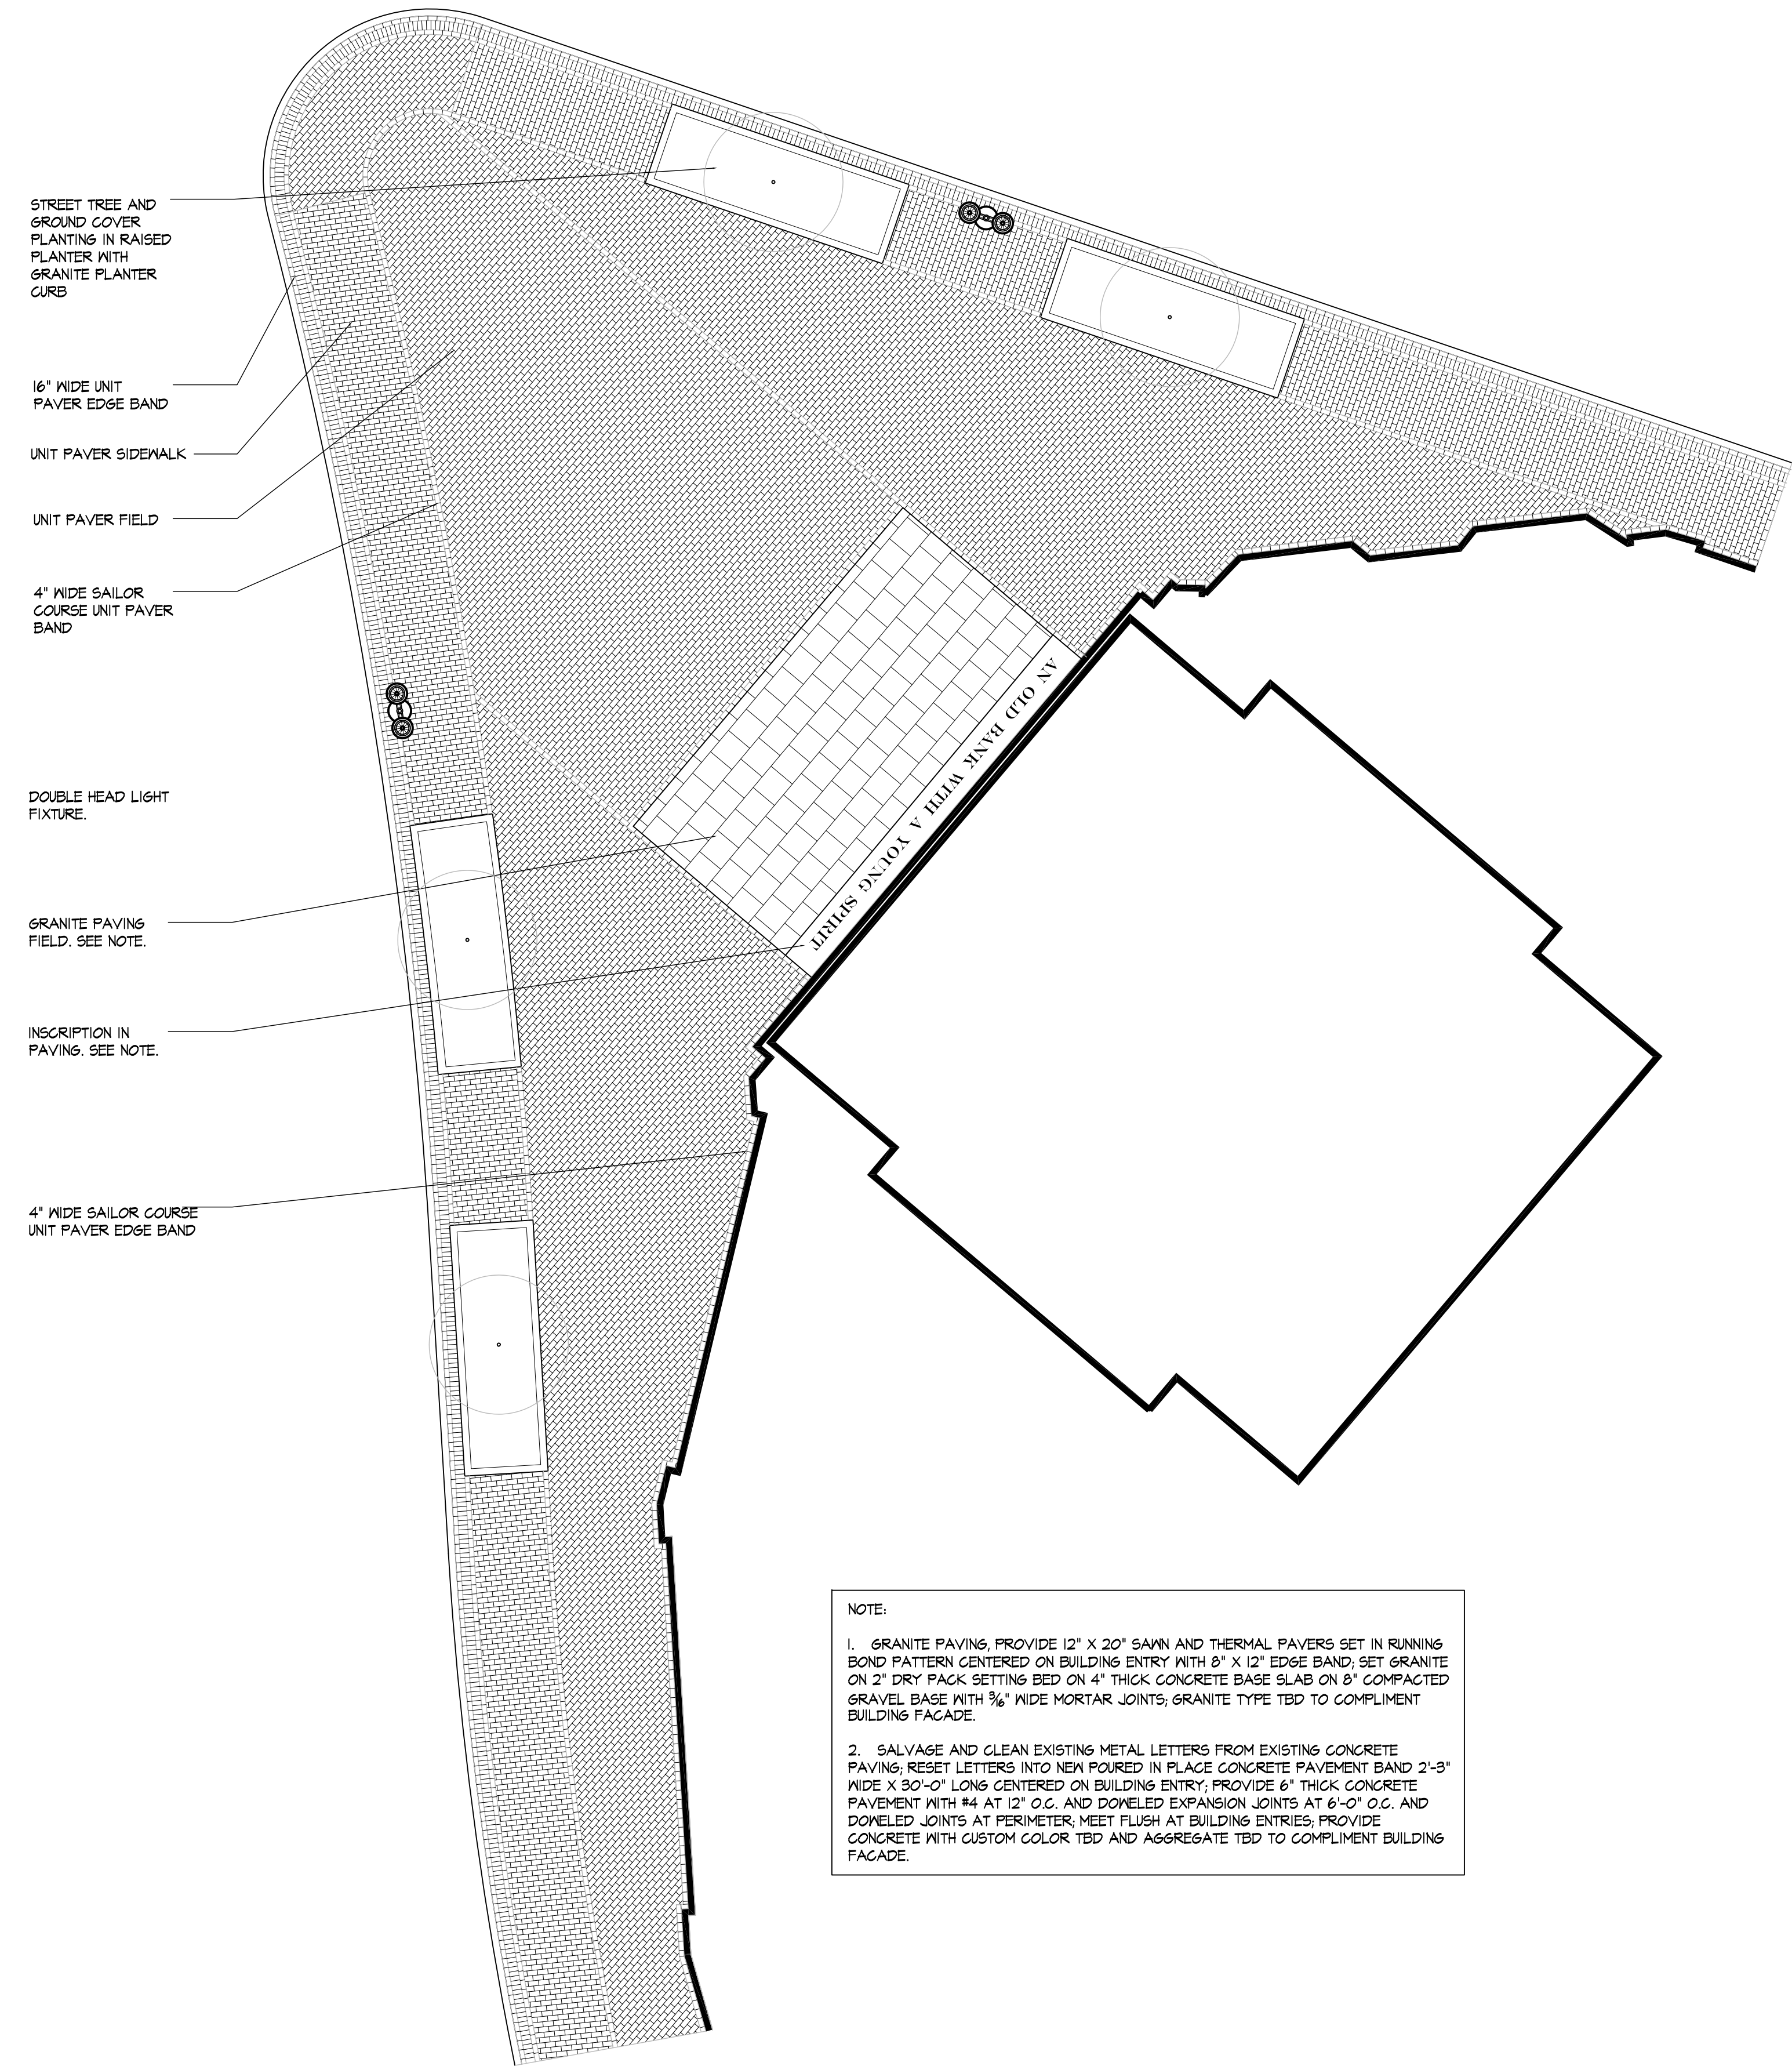 STREET TREE AND
GROUND COVER
PLANTING IN RAISED
PLANTER WITH
GRANITE PLANTER
CURB
16" WIDE UNIT
PAVER EDGE BAND
UNIT PAVER SIDEWALK
UNIT PAVER FIELD
4" WIDE SAILOR
COURSE UNIT PAVER
BAND
DOUBLE HEAD LIGHT
FIXTURE.
GRANITE PAVING
FIELD. SEE NOTE.
INSCRIPTION IN
PAVING. SEE NOTE.
4" WIDE SAILOR COURSE
UNIT PAVER EDGE BAND
AN OLD BANK WITH A YOUNG SPIRIT
NOTE:
1. GRANITE PAVING, PROVIDE 12" X 20" SAWN AND THERMAL PAVERS SET IN RUNNING
BOND PATTERN CENTERED ON BUILDING ENTRY WITH 8" X 12" EDGE BAND; SET GRANITE
ON 2" DRY PACK SETTING BED ON 4" THICK CONCRETE BASE SLAB ON 8" COMPACTED
GRAVEL BASE WITH 3/16" WIDE MORTAR JOINTS; GRANITE TYPE TBD TO COMPLIMENT
BUILDING FACADE.
2. SALVAGE AND CLEAN EXISTING METAL LETTERS FROM EXISTING CONCRETE
PAVING; RESET LETTERS INTO NEW POURED IN PLACE CONCRETE PAVEMENT BAND 2'-3"
WIDE X 30'-0" LONG CENTERED ON BUILDING ENTRY; PROVIDE 6" THICK CONCRETE
PAVEMENT WITH #4 AT 12" O.C. AND DOWELED EXPANSION JOINTS AT 6'-0" O.C. AND
DOWELED JOINTS AT PERIMETER; MEET FLUSH AT BUILDING ENTRIES; PROVIDE
CONCRETE WITH CUSTOM COLOR TBD AND AGGREGATE TBD TO COMPLIMENT BUILDING
FACADE.